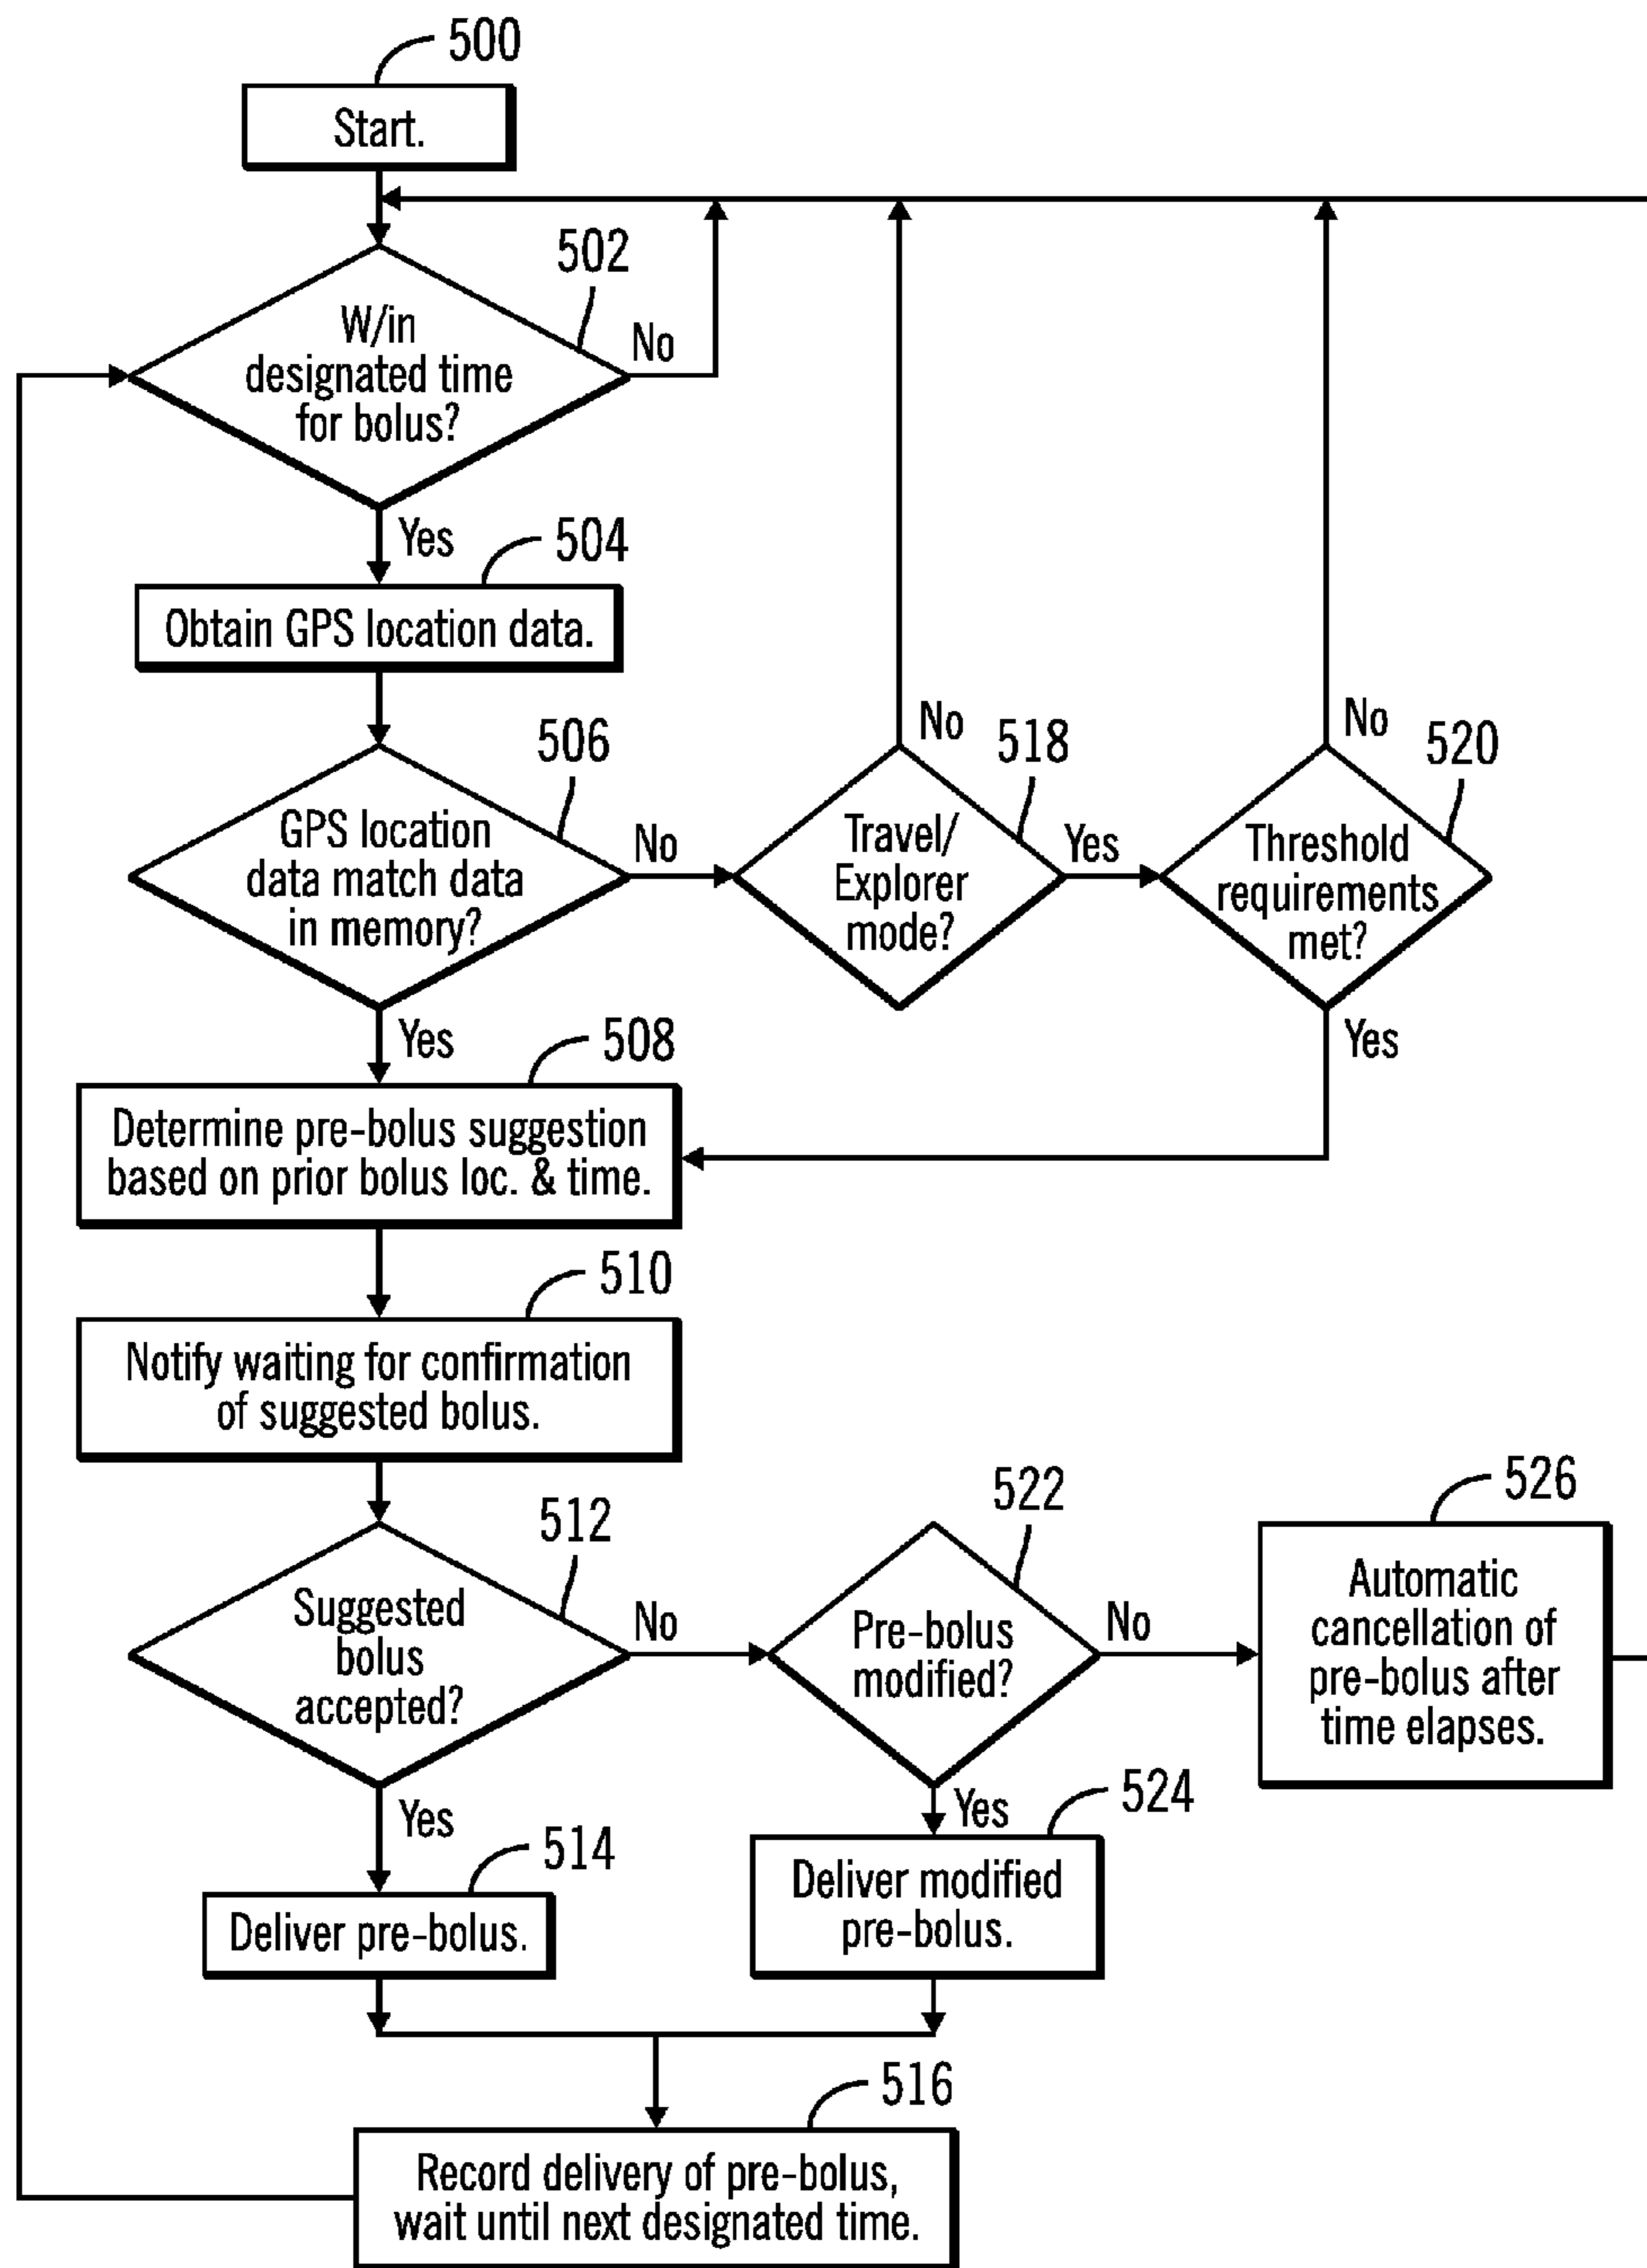 500
Start.
502
W/in
designated time
for bolus?
No
Yes
504
Obtain GPS location data.
506
GPS location
data match data
in memory?
No
Yes
518
Travel/
Explorer
mode?
No
Yes
520
Threshold
requirements
met?
No
Yes
508
Determine pre-bolus suggestion
based on prior bolus loc. & time.
510
Notify waiting for confirmation
of suggested bolus.
512
Suggested
bolus
accepted?
No
Yes
522
Pre-bolus
modified?
No
Yes
526
Automatic
cancellation of
pre-bolus after
time elapses.
514
Deliver pre-bolus.
524
Deliver modified
pre-bolus.
516
Record delivery of pre-bolus,
wait until next designated time.